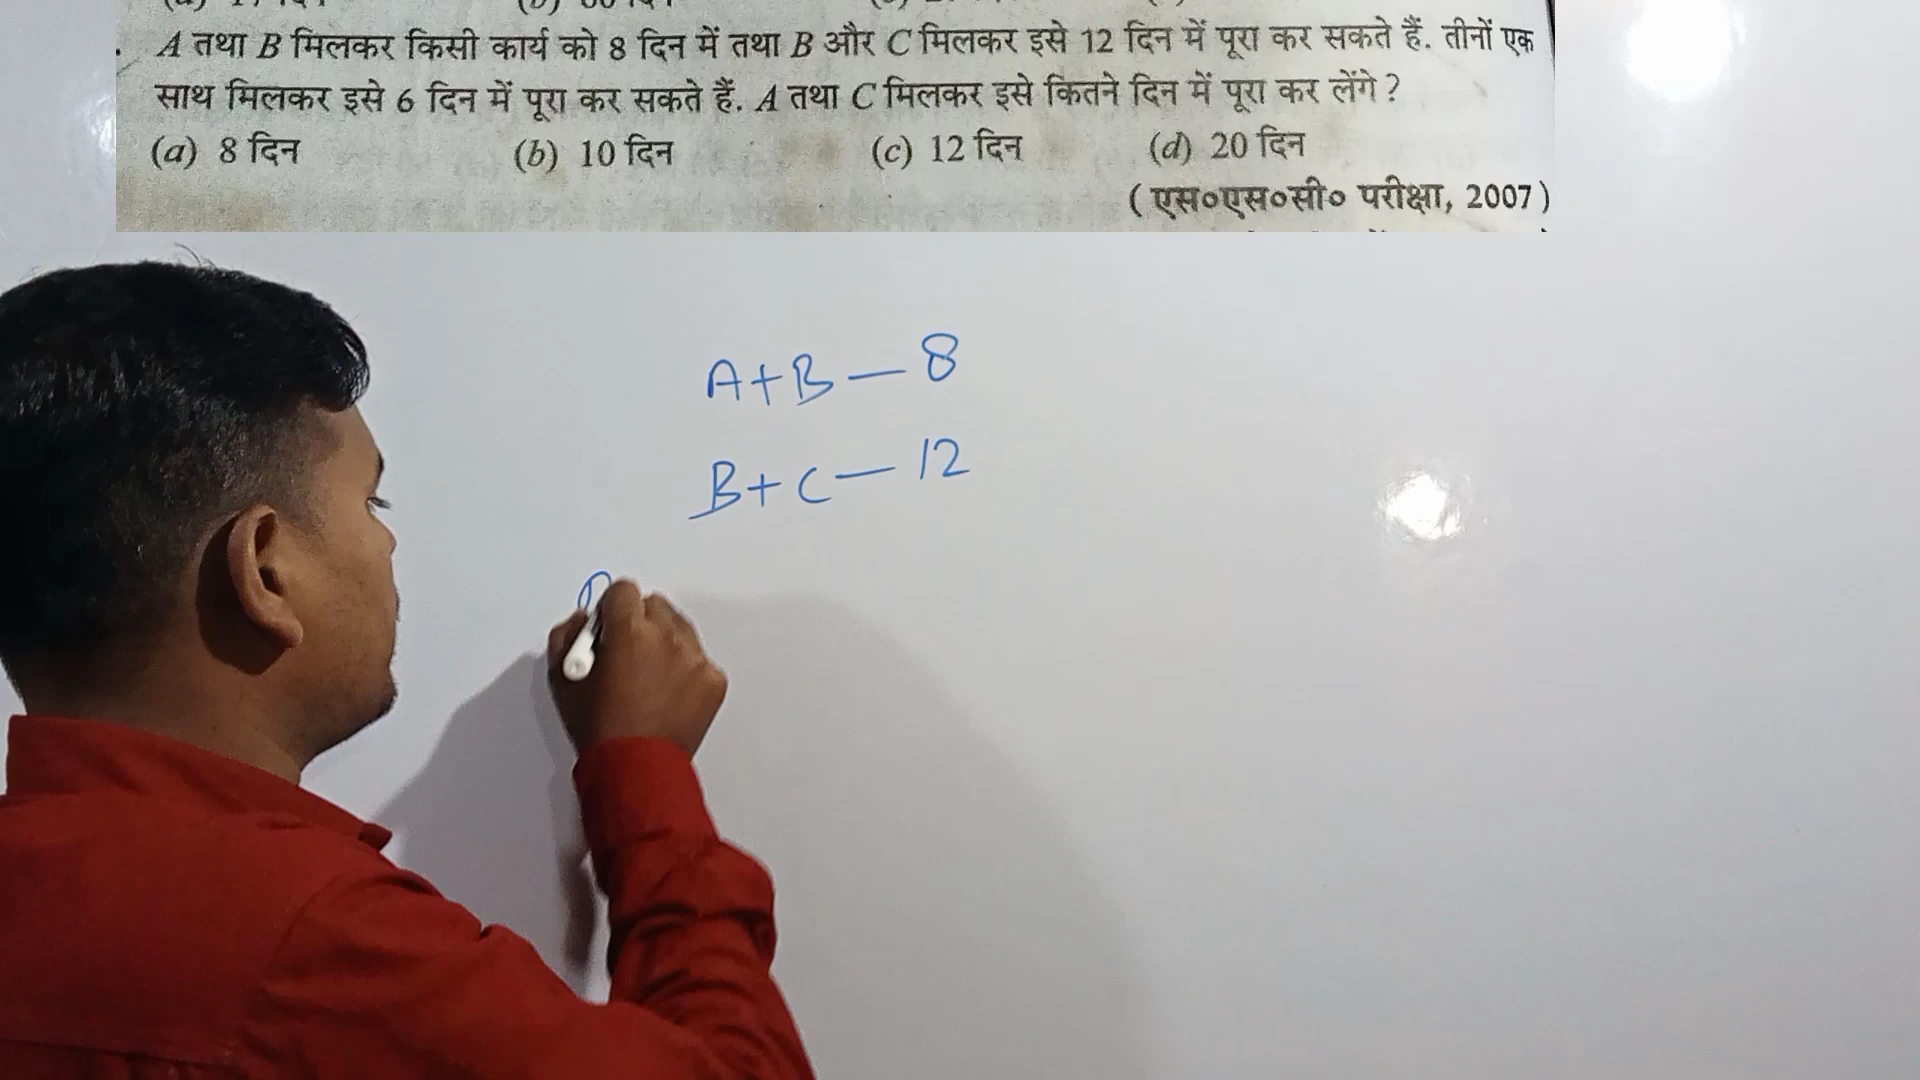 A तथा B मिलकर किसी कार्य को 8 दिन में तथा B और C मिलकर इसे 12 दिन में पूरा कर सकते हैं. तीनों एक
साथ मिलकर इसे 6 दिन में पूरा कर सकते हैं. A तथा C मिलकर इसे कितने दिन में पूरा कर लेंगे ?
(a) 8 दिन (b) 10 दिन (c) 12 दिन (d) 20 दिन
( एस०एस०सी० परीक्षा, 2007 )
A+B — 8
B+C — 12